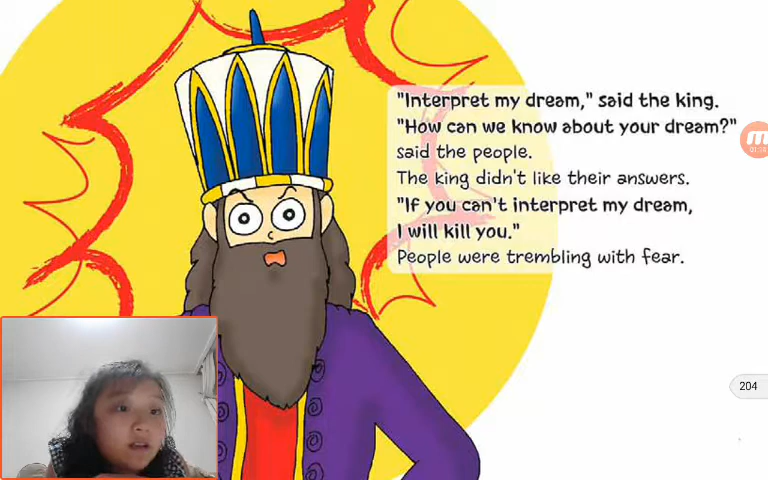 "Interpret my dream," said the king.
"How can we know about your dream?"
said the people.
The king didn't like their answers.
"If you can't interpret my dream,
I will kill you."
People were trembling with fear.
204